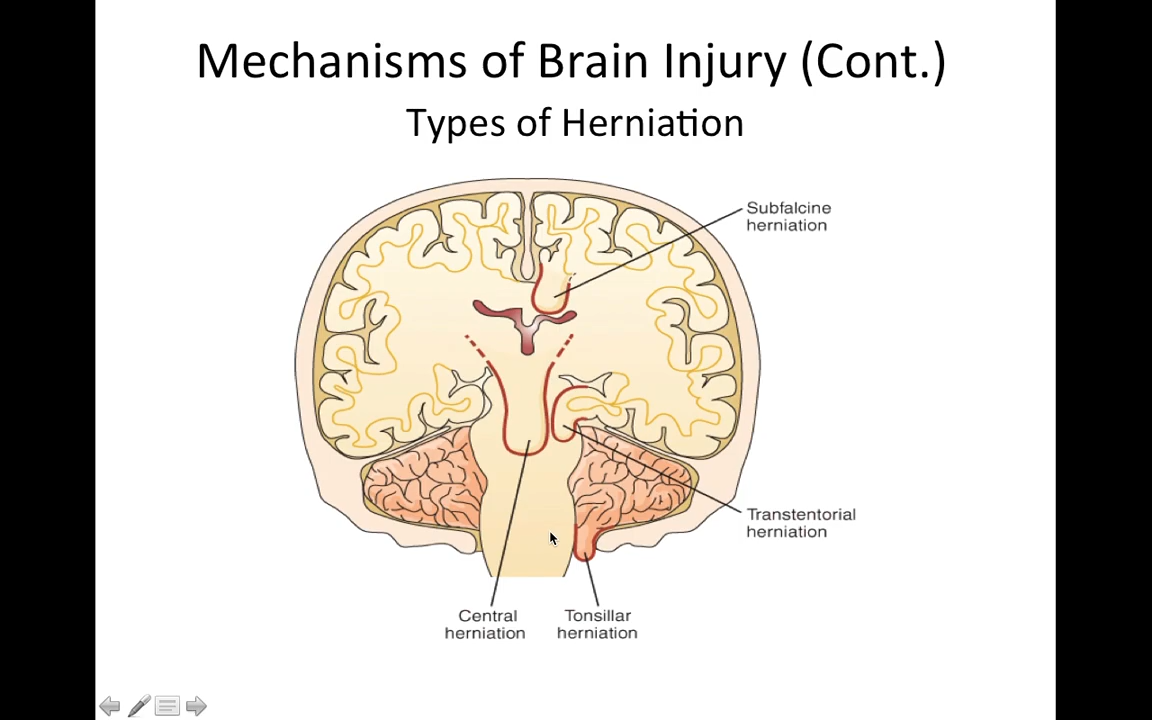 Mechanisms of Brain Injury (Cont.)
Types of Herniation
Subfalcine
herniation
Transtentorial
herniation
Central
herniation
Tonsillar
herniation